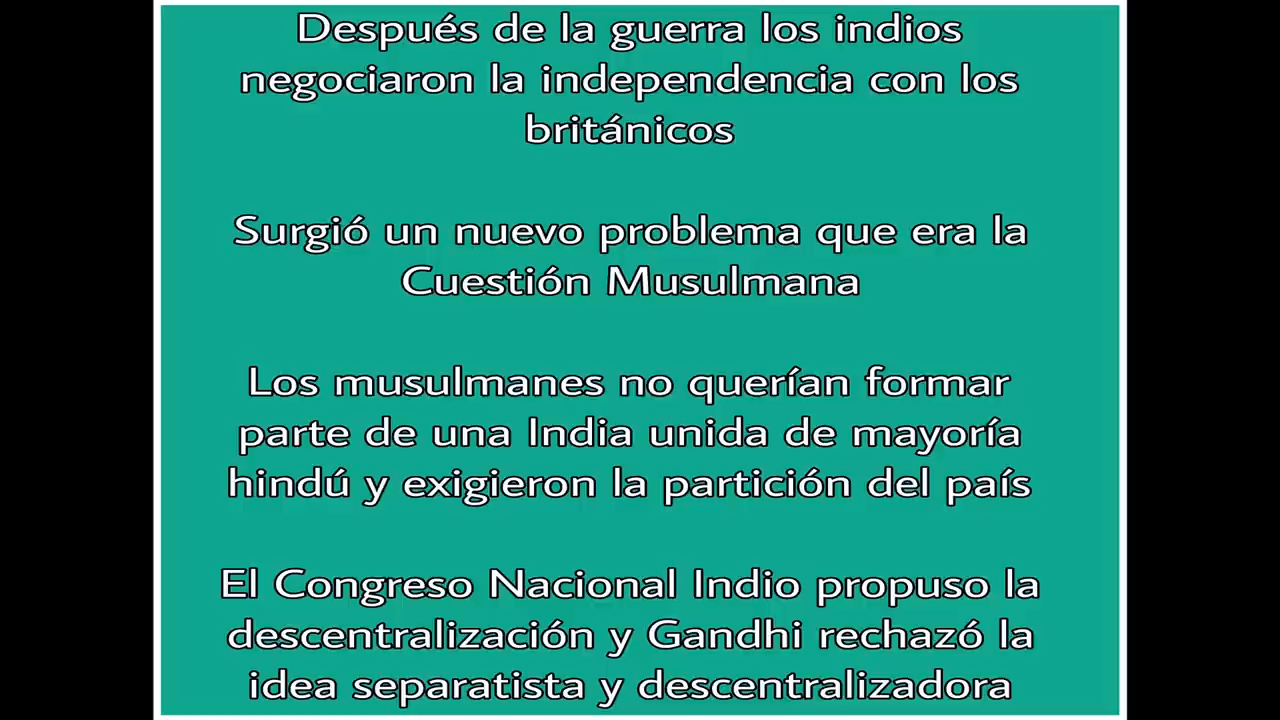 Después de la guerra los indios
negociaron la independencia con los
británicos
Surgió un nuevo problema que era la
Cuestión Musulmana
Los musulmanes no querían formar
parte de una India unida de mayoría
hindú y exigieron la partición del país
El Congreso Nacional Indio propuso la
descentralización y Gandhi rechazó la
idea separatista y descentralizadora